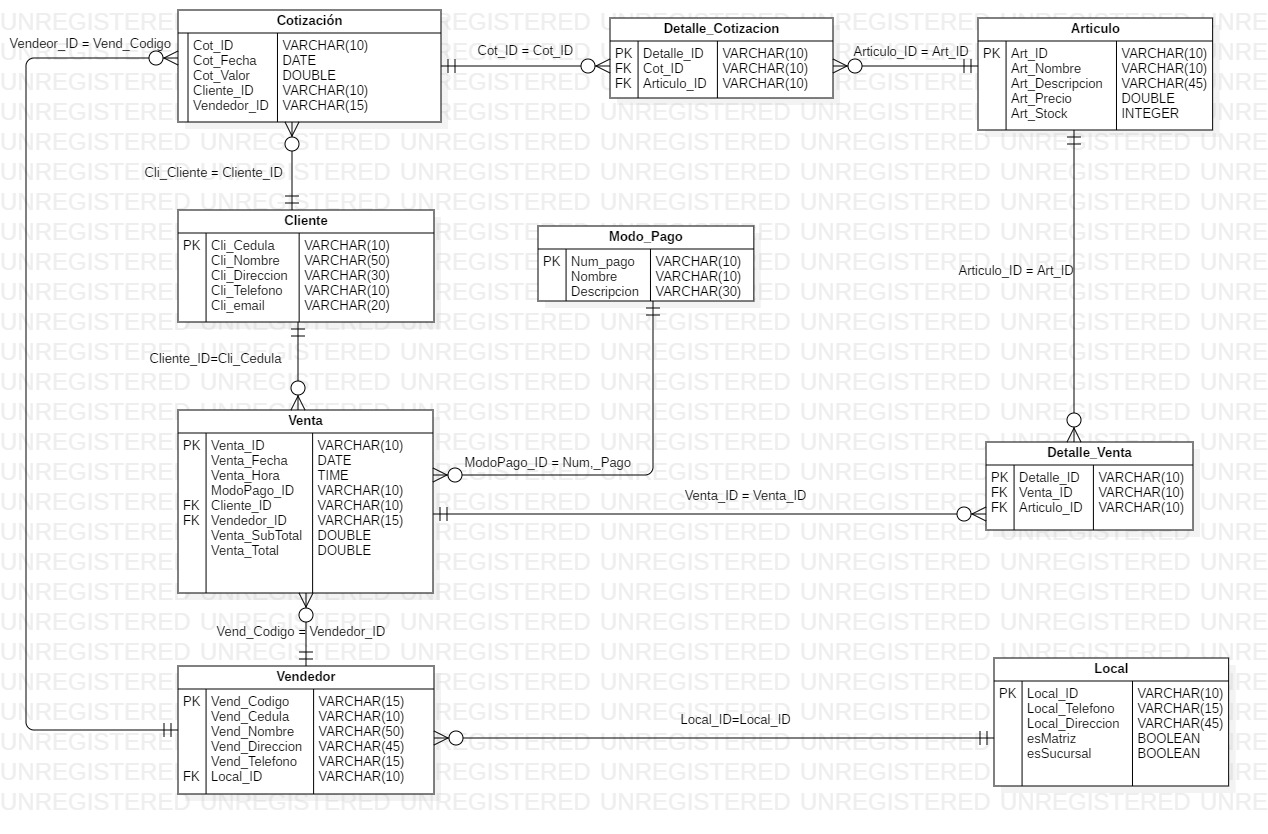 Cotización
Cot_ID VARCHAR(10)
Cot_Fecha DATE
Cot_Valor DOUBLE
Cliente_ID VARCHAR(10)
Vendedor_ID VARCHAR(15)
Vendeor_ID = Vend_Codigo
Cot_ID = Cot_ID
Detalle_Cotizacion
PK Detalle_ID VARCHAR(10)
FK Cot_ID VARCHAR(10)
FK Articulo_ID VARCHAR(10)
Articulo_ID = Art_ID
Articulo
PK Art_ID VARCHAR(10)
Art_Nombre VARCHAR(10)
Art_Descripcion VARCHAR(45)
Art_Precio DOUBLE
Art_Stock INTEGER
Cli_Cliente = Cliente_ID
Cliente
PK Cli_Cedula VARCHAR(10)
Cli_Nombre VARCHAR(50)
Cli_Direccion VARCHAR(30)
Cli_Telefono VARCHAR(10)
Cli_email VARCHAR(20)
Modo_Pago
PK Num_pago VARCHAR(10)
Nombre VARCHAR(10)
Descripcion VARCHAR(30)
Articulo_ID = Art_ID
Cliente_ID=Cli_Cedula
Venta
PK Venta_ID VARCHAR(10)
Venta_Fecha DATE
Venta_Hora TIME
ModoPago_ID VARCHAR(10)
FK Cliente_ID VARCHAR(10)
FK Vendedor_ID VARCHAR(15)
Venta_SubTotal DOUBLE
Venta_Total DOUBLE
ModoPago_ID = Num,_Pago
Venta_ID = Venta_ID
Detalle_Venta
PK Detalle_ID VARCHAR(10)
FK Venta_ID VARCHAR(10)
FK Articulo_ID VARCHAR(10)
Vend_Codigo = Vendedor_ID
Vendedor
PK Vend_Codigo VARCHAR(15)
Vend_Cedula VARCHAR(10)
Vend_Nombre VARCHAR(50)
Vend_Direccion VARCHAR(45)
Vend_Telefono VARCHAR(15)
FK Local_ID VARCHAR(10)
Local_ID=Local_ID
Local
PK Local_ID VARCHAR(10)
Local_Telefono VARCHAR(15)
Local_Direccion VARCHAR(45)
esMatriz BOOLEAN
esSucursal BOOLEAN
UNREGISTERED